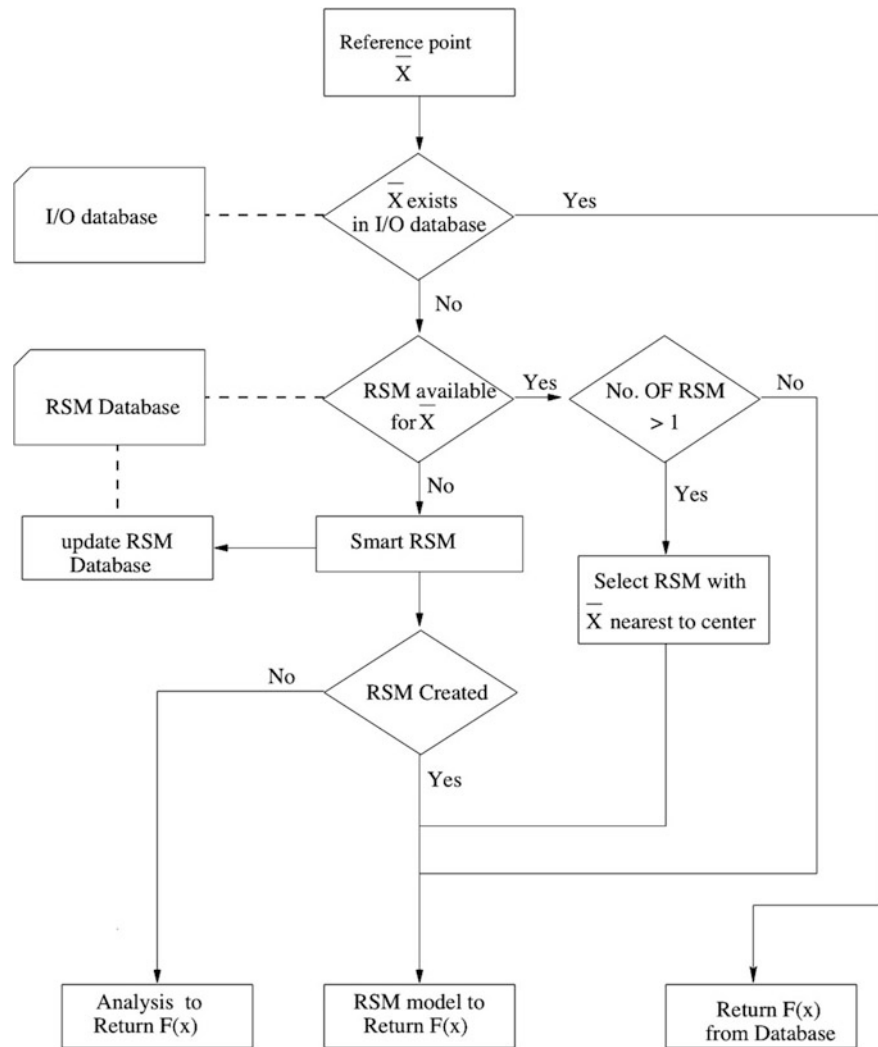 Reference point
X̅
I/O database
X̅ exists
in I/O database
Yes
No
RSM Database
RSM available
for X̅
Yes
No. OF RSM
> 1
No
No
Yes
update RSM
Database
Smart RSM
Select RSM with
X̅ nearest to center
No
RSM Created
Yes
Analysis to
Return F(x)
RSM model to
Return F(x)
Return F(x)
from Database